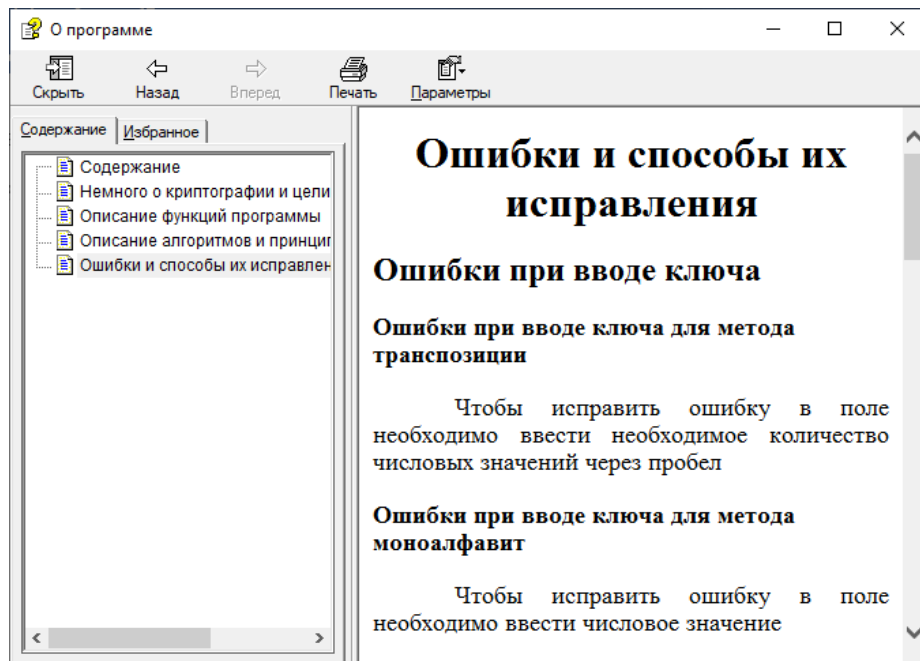 О программе
Скрыть Назад Вперед Печать Параметры
Содержание Избранное
Содержание
Немного о криптографии и цели
Описание функций программы
Описание алгоритмов и принцип
Ошибки и способы их исправлен
Ошибки и способы их
исправления
Ошибки при вводе ключа
Ошибки при вводе ключа для метода
транспозиции
Чтобы исправить ошибку в поле
необходимо ввести необходимое количество
числовых значений через пробел
Ошибки при вводе ключа для метода
моноалфавит
Чтобы исправить ошибку в поле
необходимо ввести числовое значение